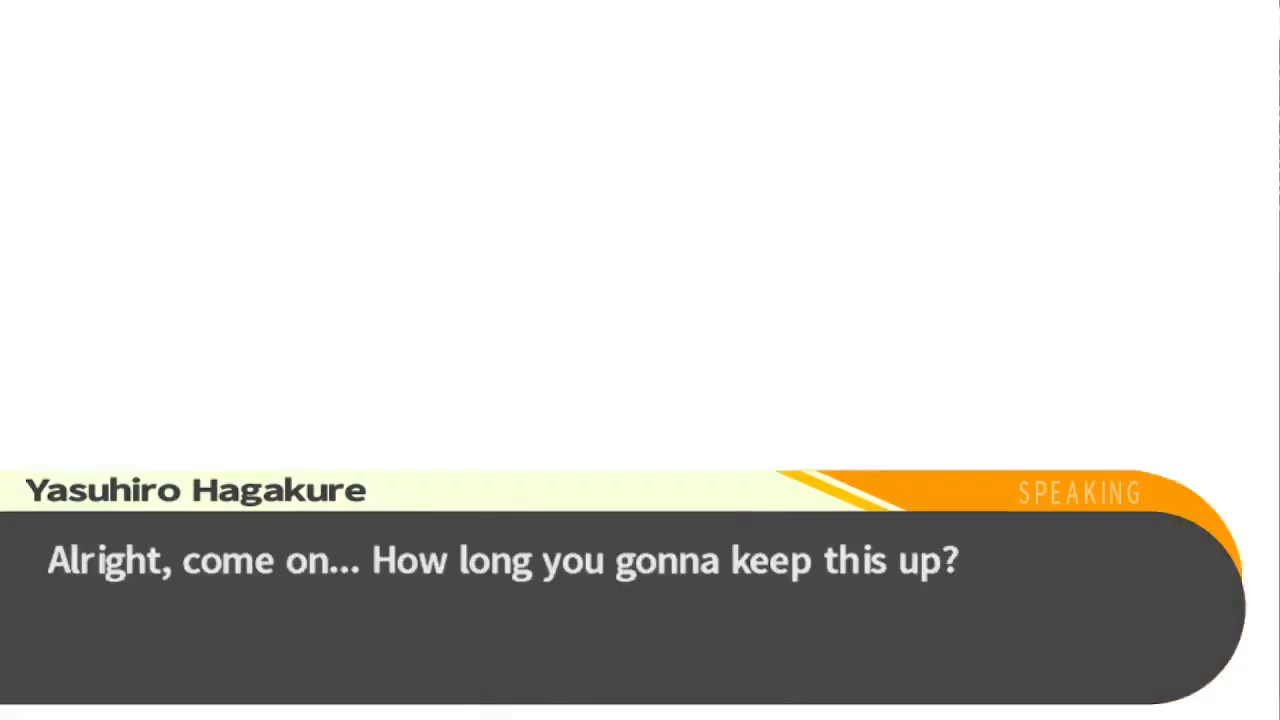 Yasuhiro Hagakure
SPEAKING
Alright, come on... How long you gonna keep this up?